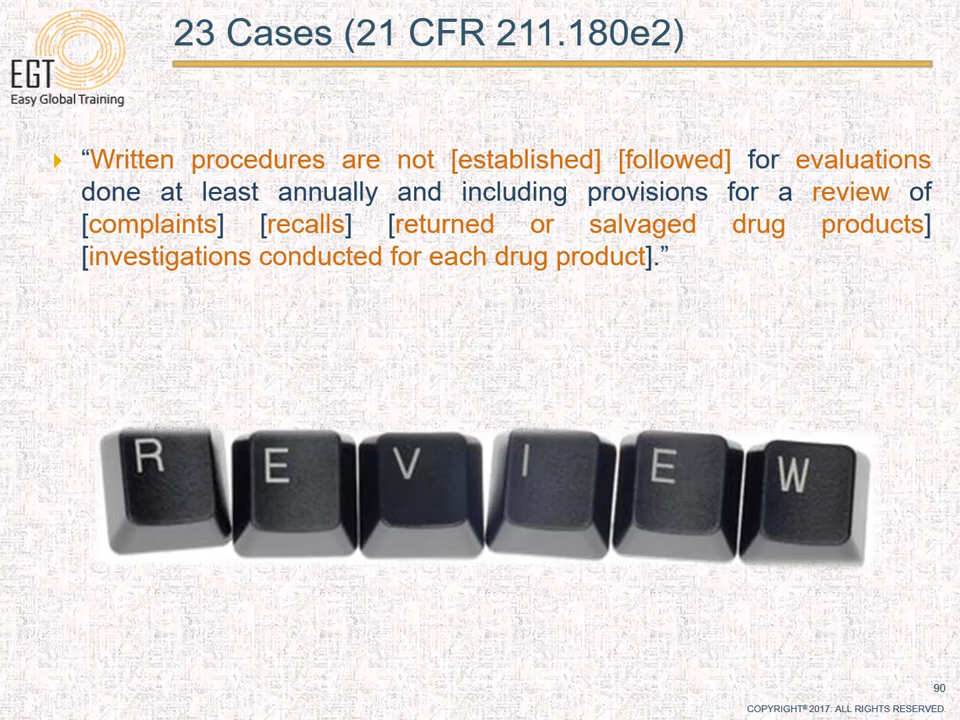 23 Cases (21 CFR 211.180e2)
EGT
Easy Global Training
“Written procedures are not [established] [followed] for evaluations
done at least annually and including provisions for a review of
[complaints] [recalls] [returned or salvaged drug products]
[investigations conducted for each drug product].”
R E V I E W
90
COPYRIGHT® 2017. ALL RIGHTS RESERVED.